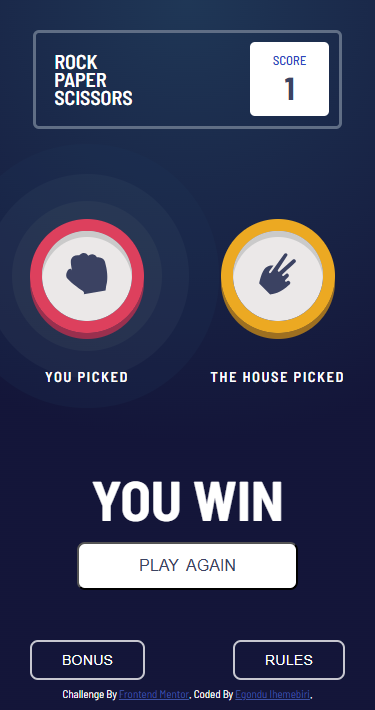 ROCK
PAPER
SCISSORS
SCORE
1
YOU PICKED
THE HOUSE PICKED
YOU WIN
PLAY AGAIN
BONUS
RULES
Challenge By Frontend Mentor. Coded By Egondu Ihemebiri.